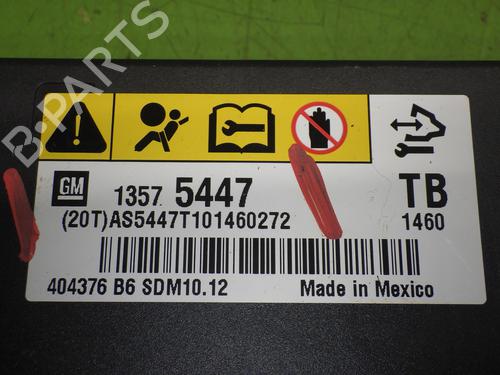 B-PARTS
GM 1357 5447 TB
(20T)AS5447T101460272 1460
404376 B6 SDM10.12 Made in Mexico